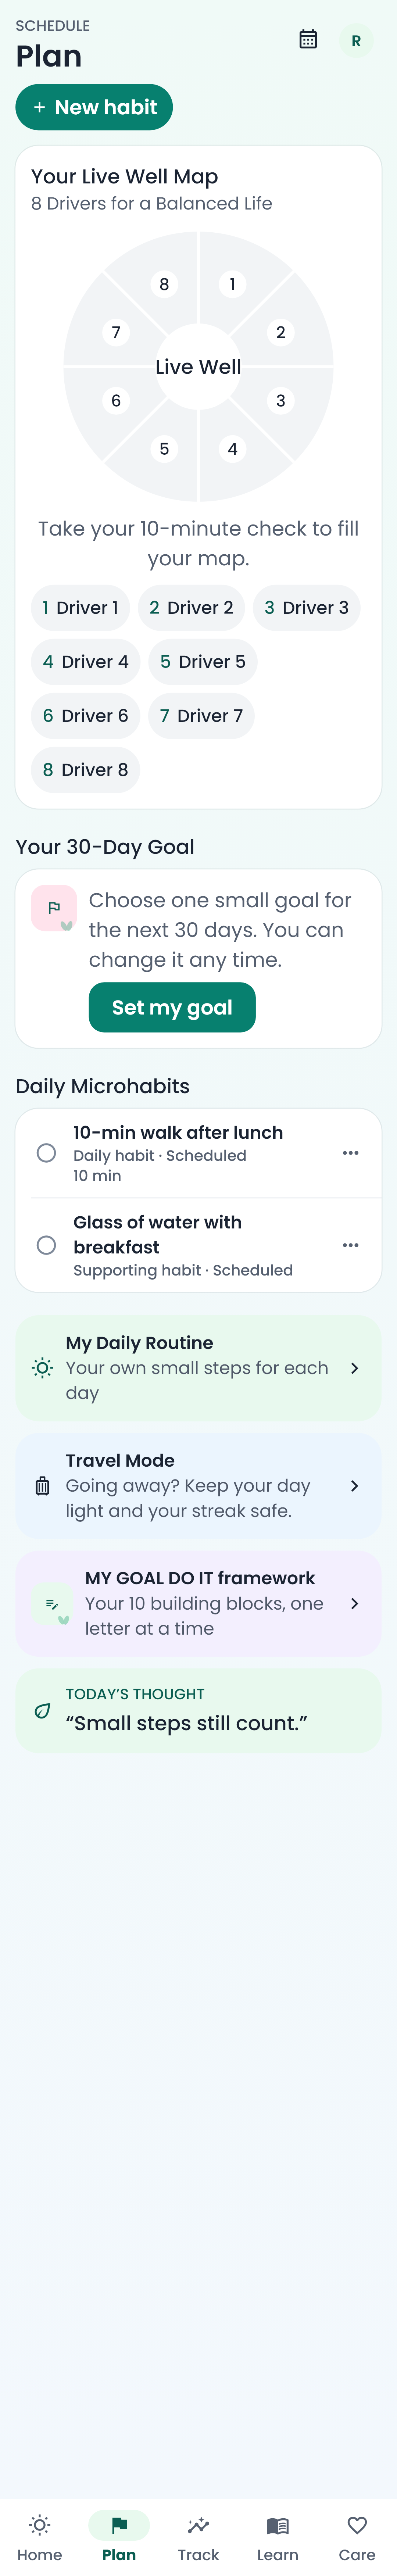 SCHEDULE
Plan
R
+ New habit
Your Live Well Map
8 Drivers for a Balanced Life
8
1
7
2
Live Well
6
3
5
4
Take your 10-minute check to fill
your map.
1 Driver 1
2 Driver 2
3 Driver 3
4 Driver 4
5 Driver 5
6 Driver 6
7 Driver 7
8 Driver 8
Your 30-Day Goal
Choose one small goal for
the next 30 days. You can
change it any time.
Set my goal
Daily Microhabits
10-min walk after lunch
Daily habit · Scheduled
10 min
Glass of water with
breakfast
Supporting habit · Scheduled
My Daily Routine
Your own small steps for each
day
Travel Mode
Going away? Keep your day
light and your streak safe.
MY GOAL DO IT framework
Your 10 building blocks, one
letter at a time
TODAY’S THOUGHT
“Small steps still count.”
Home
Plan
Track
Learn
Care